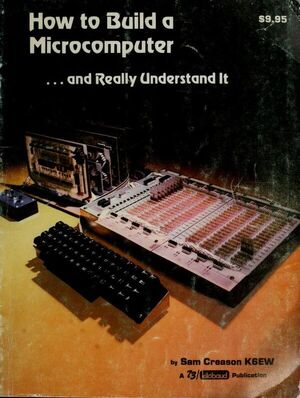 How to Build a
Microcomputer
$9.95
...and Really Understand It
by Sam Creason K6EW
A 73/kilobaud Publication